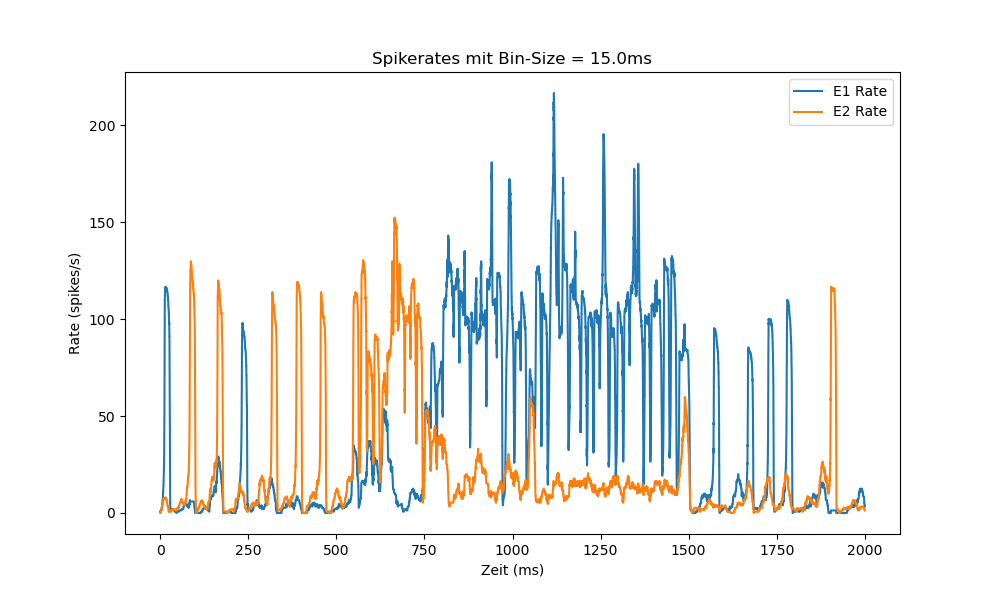 Spikerates mit Bin-Size = 15.0ms
E1 Rate
E2 Rate
200
150
100
50
0
Rate (spikes/s)
0 250 500 750 1000 1250 1500 1750 2000
Zeit (ms)